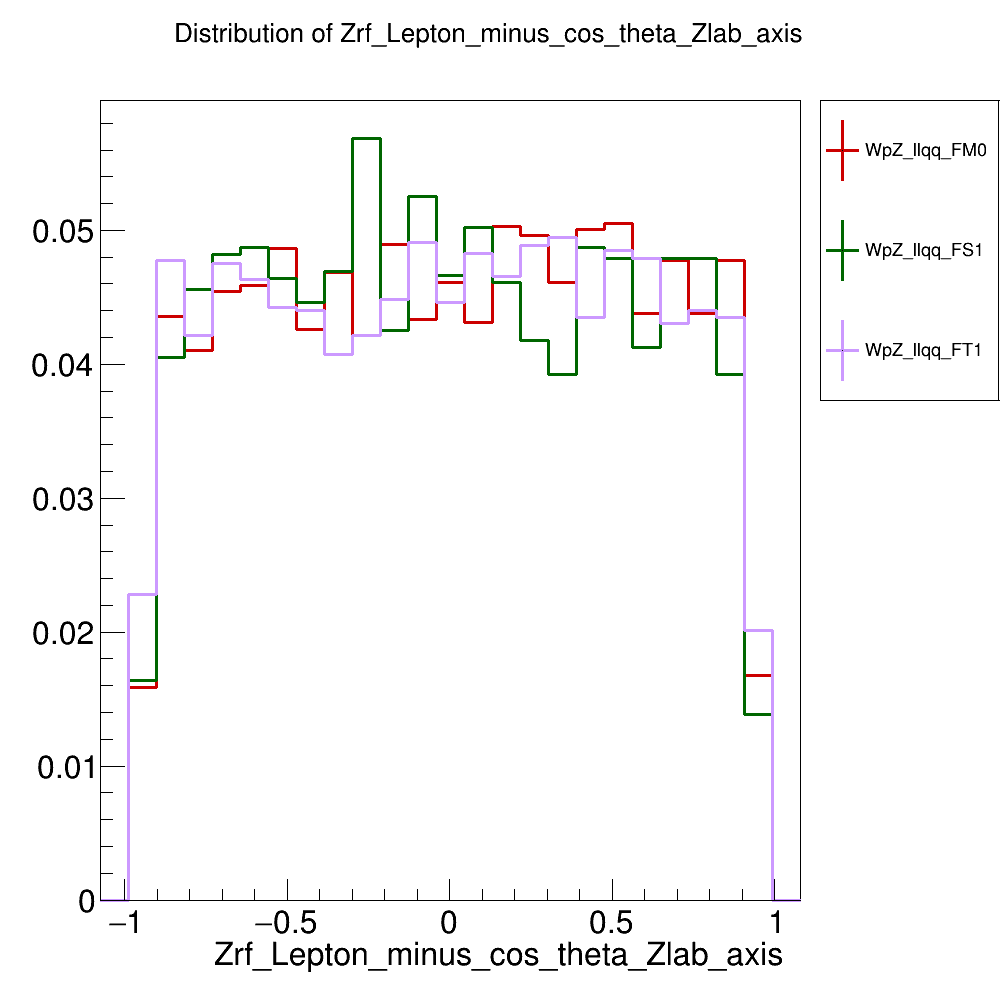 Distribution of Zrf_Lepton_minus_cos_theta_Zlab_axis
WpZ_llqq_FM0
WpZ_llqq_FS1
WpZ_llqq_FT1
0.05
0.04
0.03
0.02
0.01
0
−1 −0.5 0 0.5 1
Zrf_Lepton_minus_cos_theta_Zlab_axis